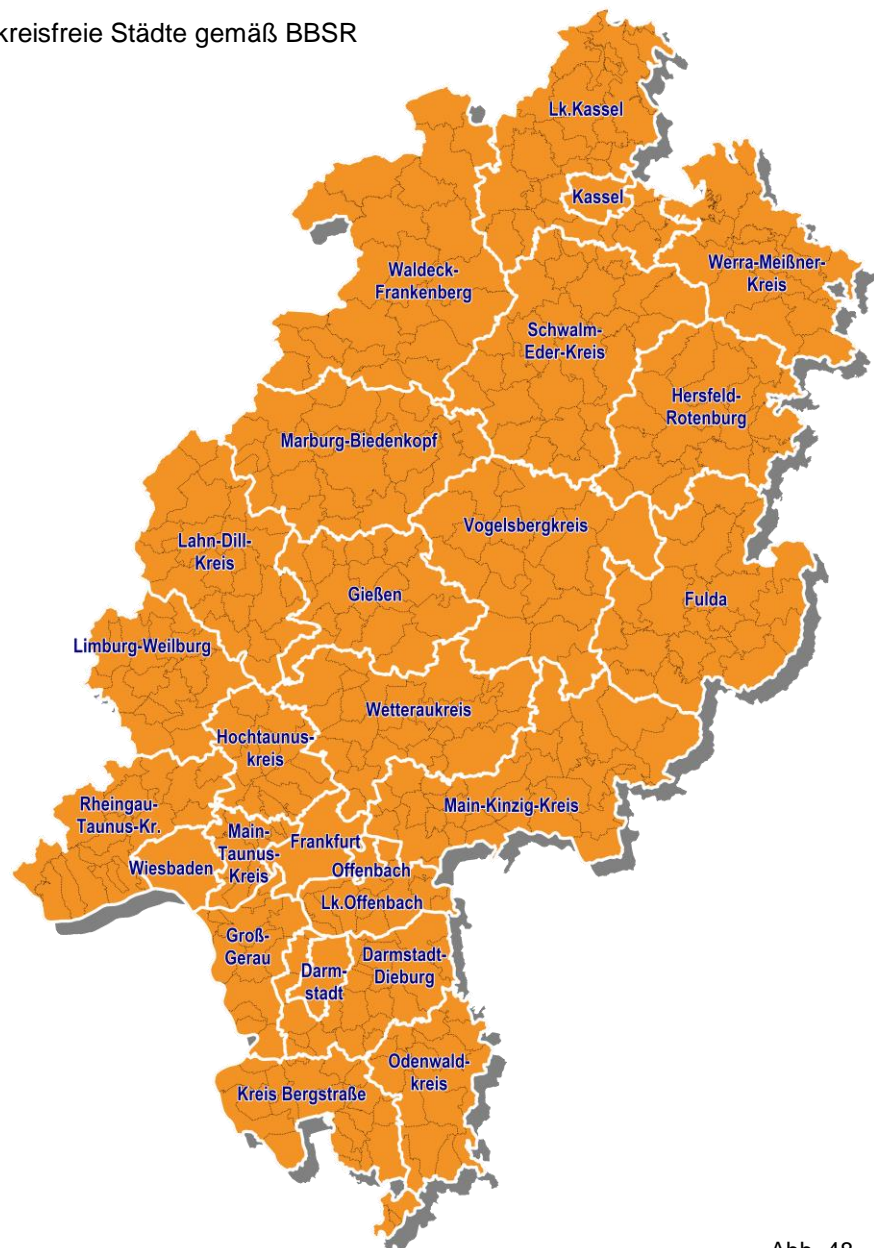 kreisfreie Städte gemäß BBSR
Lk.Kassel
Kassel
Waldeck-
Frankenberg
Werra-Meißner-
Kreis
Schwalm-
Eder-Kreis
Hersfeld-
Rotenburg
Marburg-Biedenkopf
Vogelsbergkreis
Lahn-Dill-
Kreis
Gießen
Fulda
Limburg-Weilburg
Wetteraukreis
Hochtaunus-
kreis
Rheingau-
Taunus-Kr.
Main-Kinzig-Kreis
Main-
Taunus-
Kreis
Frankfurt
Wiesbaden
Offenbach
Lk.Offenbach
Groß-
Gerau
Darm-
stadt
Darmstadt-
Dieburg
Odenwald-
kreis
Kreis Bergstraße
Abb. 48